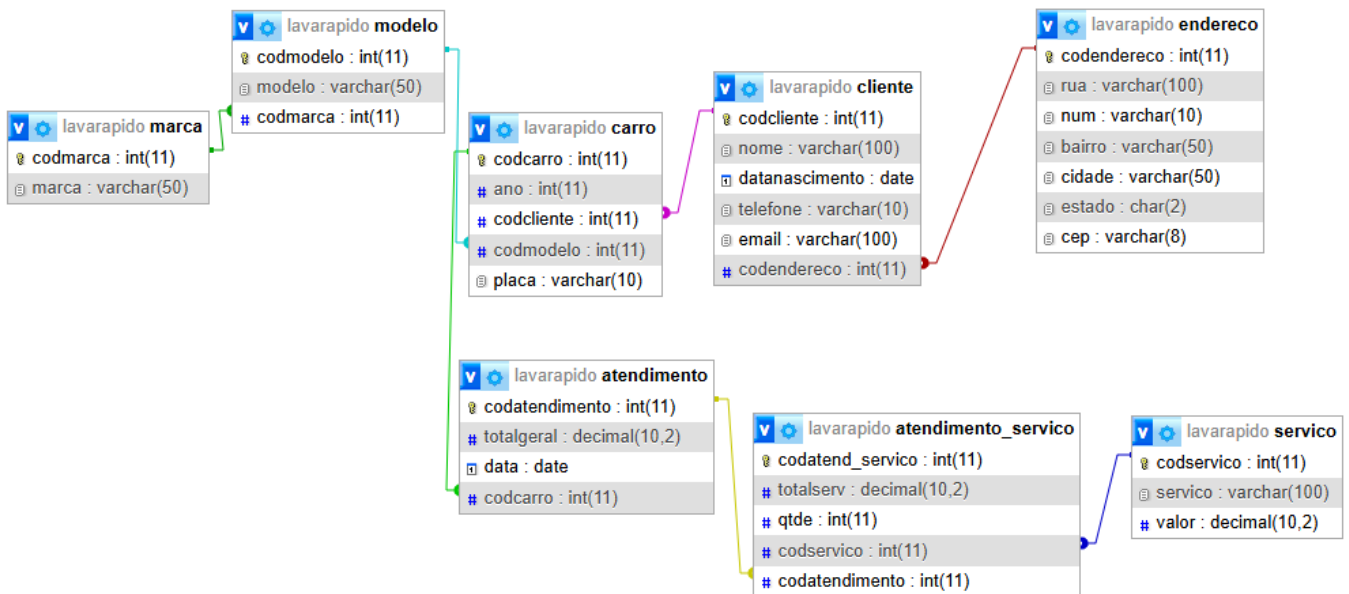 lavarapido modelo
codmodelo : int(11)
modelo : varchar(50)
codmarca : int(11)
lavarapido marca
codmarca : int(11)
marca : varchar(50)
lavarapido carro
codcarro : int(11)
ano : int(11)
codcliente : int(11)
codmodelo : int(11)
placa : varchar(10)
lavarapido cliente
codcliente : int(11)
nome : varchar(100)
datanascimento : date
telefone : varchar(10)
email : varchar(100)
codendereco : int(11)
lavarapido endereco
codendereco : int(11)
rua : varchar(100)
num : varchar(10)
bairro : varchar(50)
cidade : varchar(50)
estado : char(2)
cep : varchar(8)
lavarapido atendimento
codatendimento : int(11)
totalgeral : decimal(10,2)
data : date
codcarro : int(11)
lavarapido atendimento_servico
codatend_servico : int(11)
totalserv : decimal(10,2)
qtde : int(11)
codservico : int(11)
codatendimento : int(11)
lavarapido servico
codservico : int(11)
servico : varchar(100)
valor : decimal(10,2)